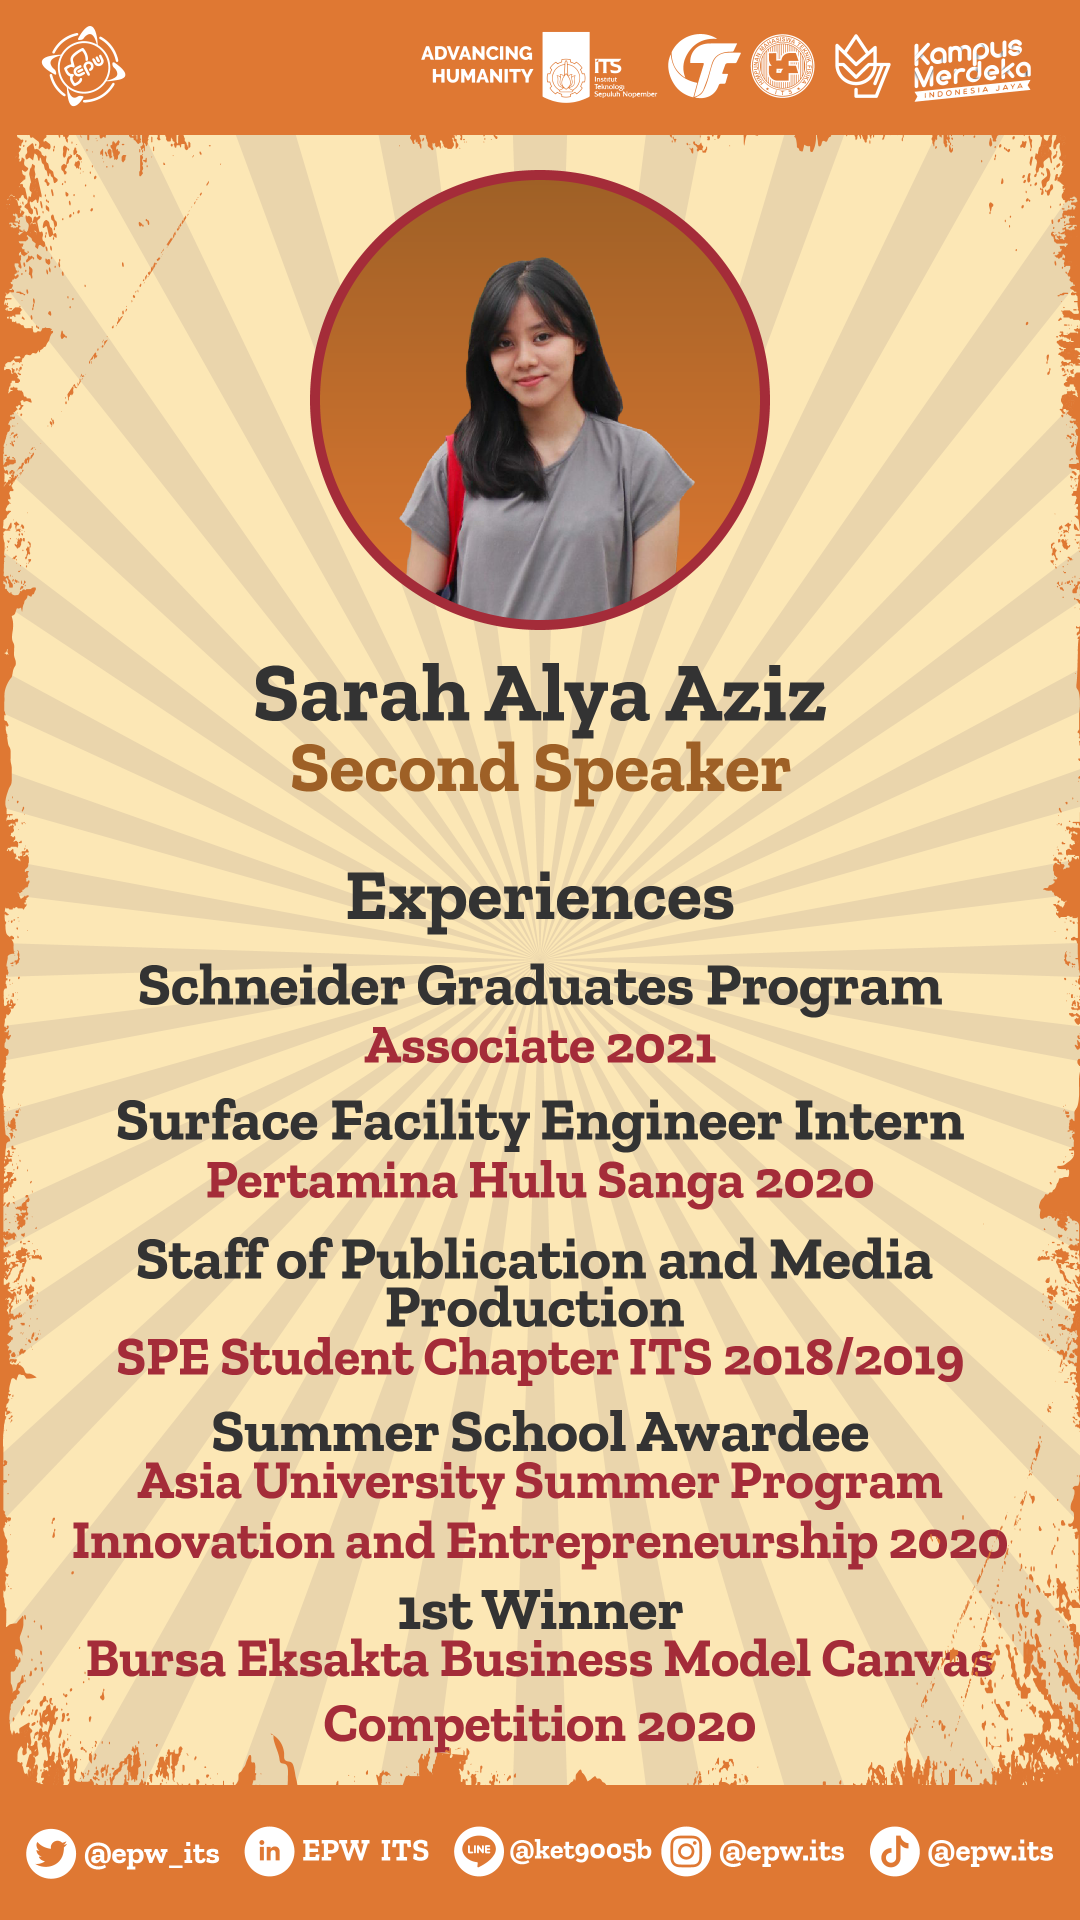 epw
ADVANCING
HUMANITY
ITS
Institut
Teknologi
Sepuluh Nopember
Kampus
Merdeka
INDONESIA JAYA
Sarah Alya Aziz
Second Speaker
Experiences
Schneider Graduates Program
Associate 2021
Surface Facility Engineer Intern
Pertamina Hulu Sanga 2020
Staff of Publication and Media
Production
SPE Student Chapter ITS 2018/2019
Summer School Awardee
Asia University Summer Program
Innovation and Entrepreneurship 2020
1st Winner
Bursa Eksakta Business Model Canvas
Competition 2020
@epw_its
in
EPW ITS
LINE
@ket9005b
@epw.its
@epw.its